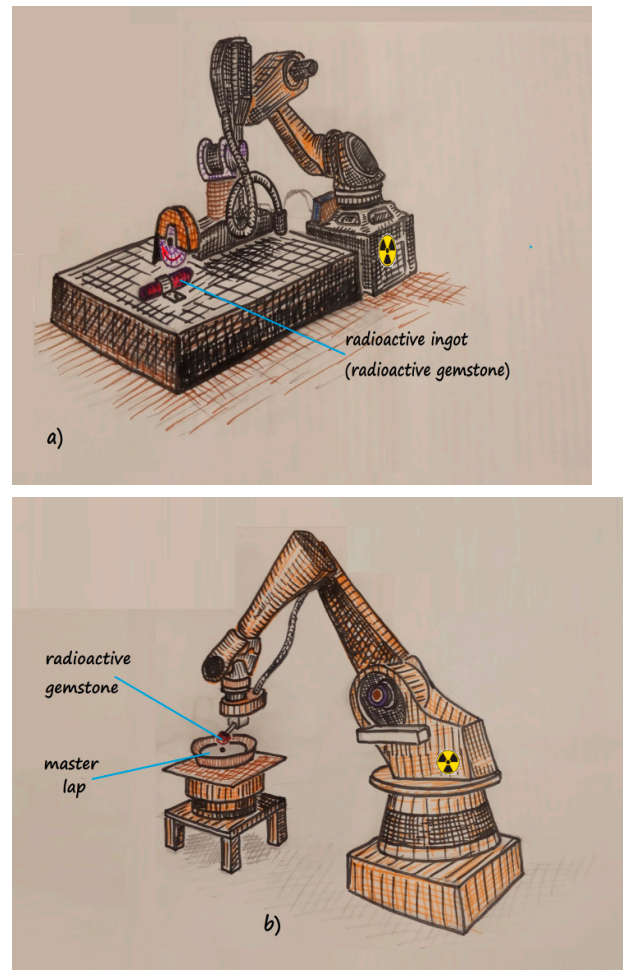 radioactive ingot
(radioactive gemstone)
a)
radioactive
gemstone
master
lap
b)